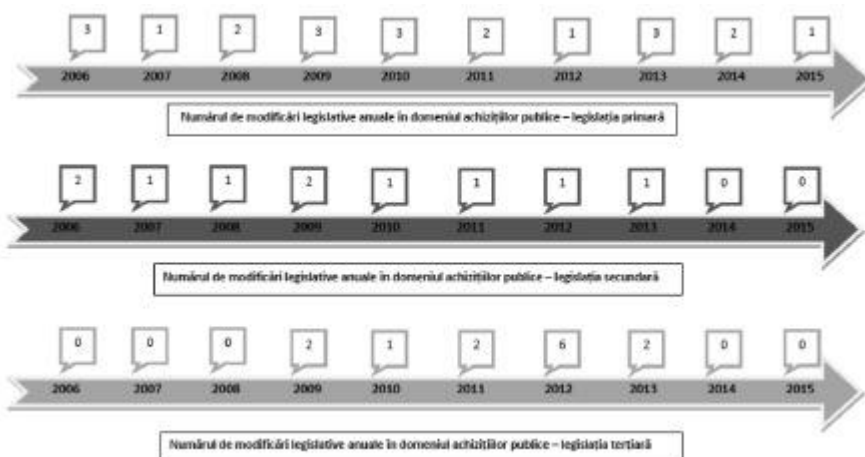 3 1 2 3 3 2 1 3 2 1
2006 2007 2008 2009 2010 2011 2012 2013 2014 2015
Numărul de modificări legislative anuale în domeniul achizițiilor publice – legislația primară
2 1 1 2 1 1 1 1 0 0
2006 2007 2008 2009 2010 2011 2012 2013 2014 2015
Numărul de modificări legislative anuale în domeniul achizițiilor publice – legislația secundară
0 0 0 2 1 2 6 2 0 0
2006 2007 2008 2009 2010 2011 2012 2013 2014 2015
Numărul de modificări legislative anuale în domeniul achizițiilor publice – legislația terțiară